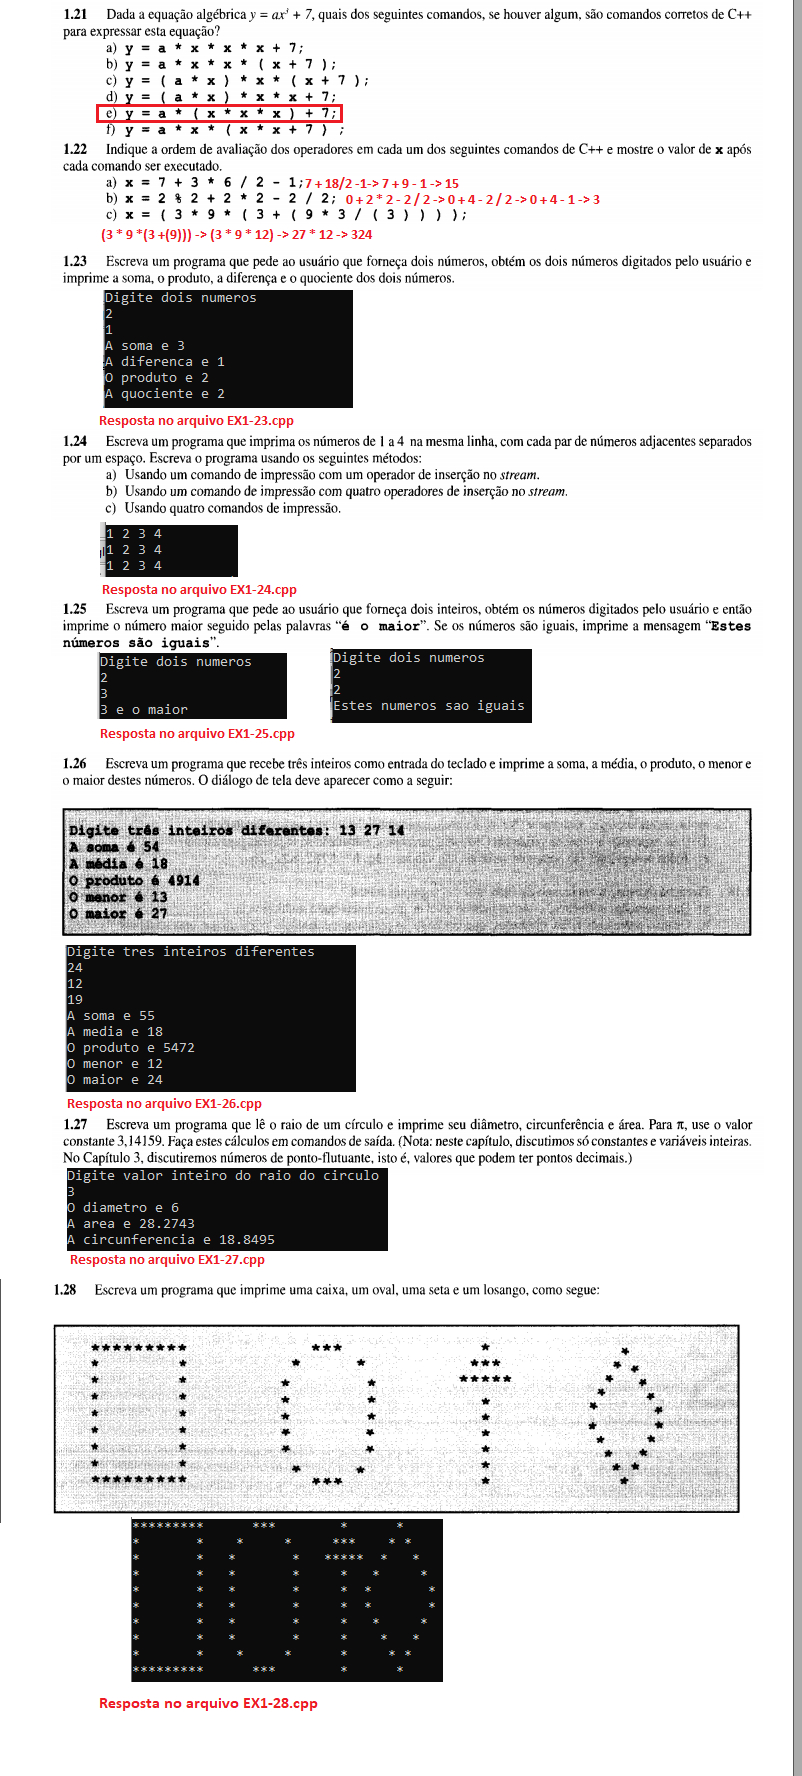 1.21 Dada a equação algébrica y = ax³ + 7, quais dos seguintes comandos, se houver algum, são comandos corretos de C++
para expressar esta equação?
a) y = a * x * x * x + 7;
b) y = a * x * x * ( x + 7 );
c) y = ( a * x ) * x * ( x + 7 );
d) y = ( a * x ) * x * x + 7;
e) y = a * ( x * x * x ) + 7;
f) y = a * x * ( x * x + 7 ) ;
1.22 Indique a ordem de avaliação dos operadores em cada um dos seguintes comandos de C++ e mostre o valor de x após
cada comando ser executado.
a) x = 7 + 3 * 6 / 2 - 1; 7 + 18/2 -1-> 7 + 9 - 1 -> 15
b) x = 2 % 2 + 2 * 2 - 2 / 2; 0 + 2 * 2 - 2 / 2 -> 0 + 4 - 2 / 2 -> 0 + 4 - 1 -> 3
c) x = ( 3 * 9 * ( 3 + ( 9 * 3 / ( 3 ) ) ) );
(3 * 9 *(3 +(9))) -> (3 * 9 * 12) -> 27 * 12 -> 324
1.23 Escreva um programa que pede ao usuário que forneça dois números, obtém os dois números digitados pelo usuário e
imprime a soma, o produto, a diferença e o quociente dos dois números.
Digite dois numeros
2
1
A soma e 3
A diferenca e 1
O produto e 2
A quociente e 2
Resposta no arquivo EX1-23.cpp
1.24 Escreva um programa que imprima os números de 1 a 4 na mesma linha, com cada par de números adjacentes separados
por um espaço. Escreva o programa usando os seguintes métodos:
a) Usando um comando de impressão com um operador de inserção no stream.
b) Usando um comando de impressão com quatro operadores de inserção no stream.
c) Usando quatro comandos de impressão.
1 2 3 4
1 2 3 4
1 2 3 4
Resposta no arquivo EX1-24.cpp
1.25 Escreva um programa que pede ao usuário que forneça dois inteiros, obtém os números digitados pelo usuário e então
imprime o número maior seguido pelas palavras “é o maior”. Se os números são iguais, imprime a mensagem “Estes
números são iguais”.
Digite dois numeros
2
3
3 e o maior
Digite dois numeros
2
2
Estes numeros sao iguais
Resposta no arquivo EX1-25.cpp
1.26 Escreva um programa que recebe três inteiros como entrada do teclado e imprime a soma, a média, o produto, o menor e
o maior destes números. O diálogo de tela deve aparecer como a seguir:
Digite três inteiros diferentes: 13 27 14
A soma é 54
A média é 18
O produto é 4914
O menor é 13
O maior é 27
Digite tres inteiros diferentes
24
12
19
A soma e 55
A media e 18
O produto e 5472
O menor e 12
O maior e 24
Resposta no arquivo EX1-26.cpp
1.27 Escreva um programa que lê o raio de um círculo e imprime seu diâmetro, circunferência e área. Para π, use o valor
constante 3,14159. Faça estes cálculos em comandos de saída. (Nota: neste capítulo, discutimos só constantes e variáveis inteiras.
No Capítulo 3, discutiremos números de ponto-flutuante, isto é, valores que podem ter pontos decimais.)
Digite valor inteiro do raio do circulo
3
O diametro e 6
A area e 28.2743
A circunferencia e 18.8495
Resposta no arquivo EX1-27.cpp
1.28 Escreva um programa que imprime uma caixa, um oval, uma seta e um losango, como segue:
Resposta no arquivo EX1-28.cpp